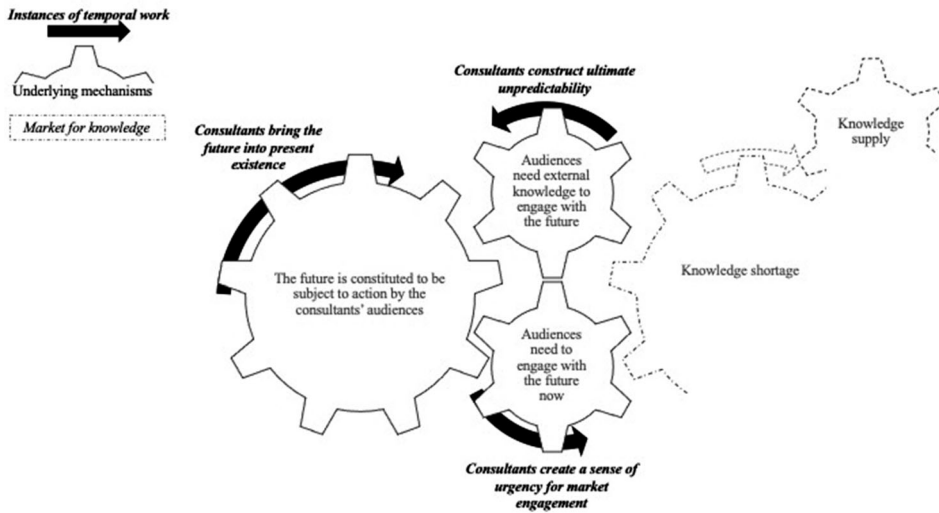 Instances of temporal work
Underlying mechanisms
Market for knowledge
Consultants bring the
future into present
existence
The future is constituted to be
subject to action by the
consultants' audiences
Consultants construct ultimate
unpredictability
Audiences
need external
knowledge to
engage with
the future
Audiences
need to
engage with
the future
now
Consultants create a sense of
urgency for market
engagement
Knowledge shortage
Knowledge
supply